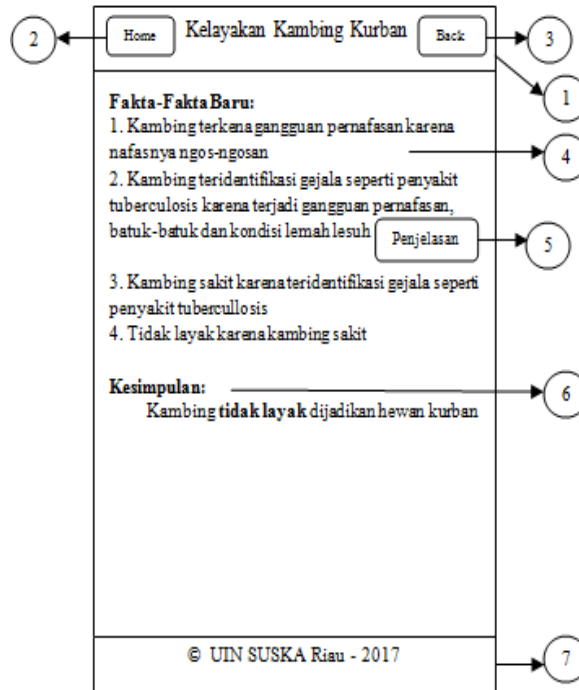 2 Home Kelayakan Kambing Kurban Back 3
1
Fakta-Fakta Baru:
1. Kambing terkena gangguan pernafasan karena
nafasnya ngos-ngosan
4
2. Kambing teridentifikasi gejala seperti penyakit
tuberculosis karena terjadi gangguan pernafasan,
batuk-batuk dan kondisi lemah lesuh Penjelasan 5
3. Kambing sakit karena teridentifikasi gejala seperti
penyakit tubercullosis
4. Tidak layak karena kambing sakit
Kesimpulan: 6
Kambing tidak layak dijadikan hewan kurban
© UIN SUSKA Riau - 2017 7